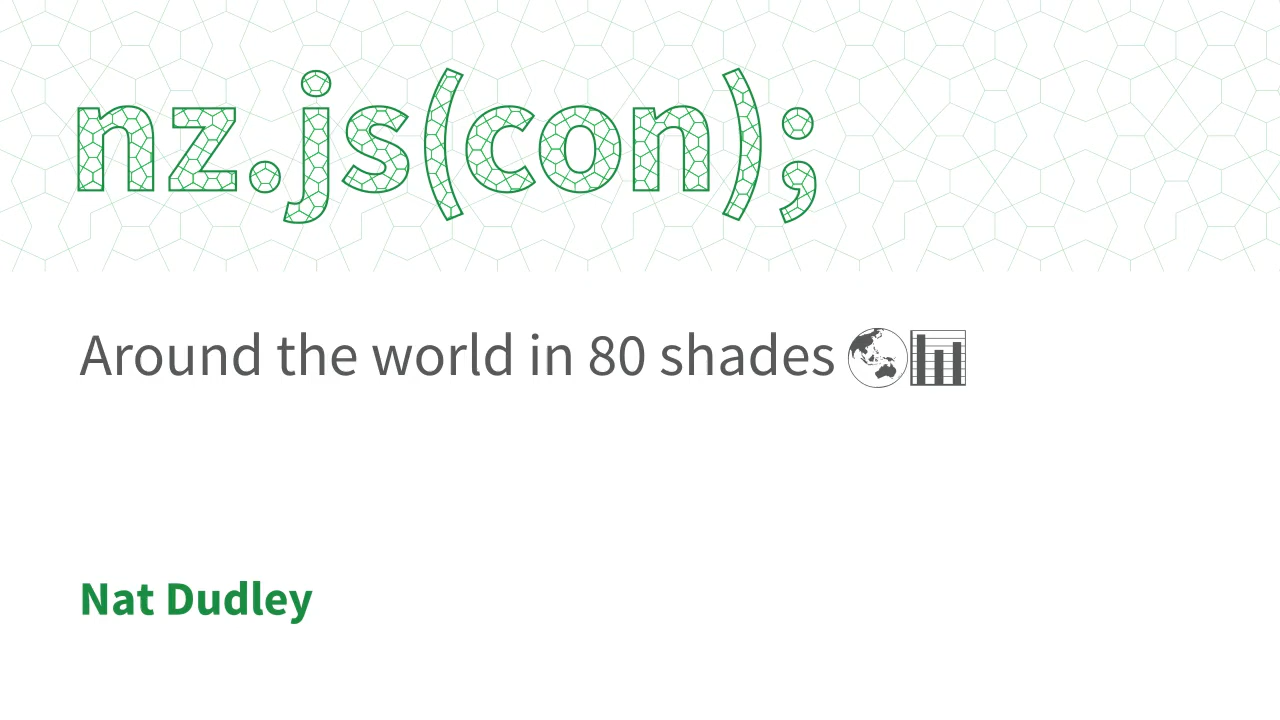 nz.js(con);
Around the world in 80 shades 🌏📊
Nat Dudley